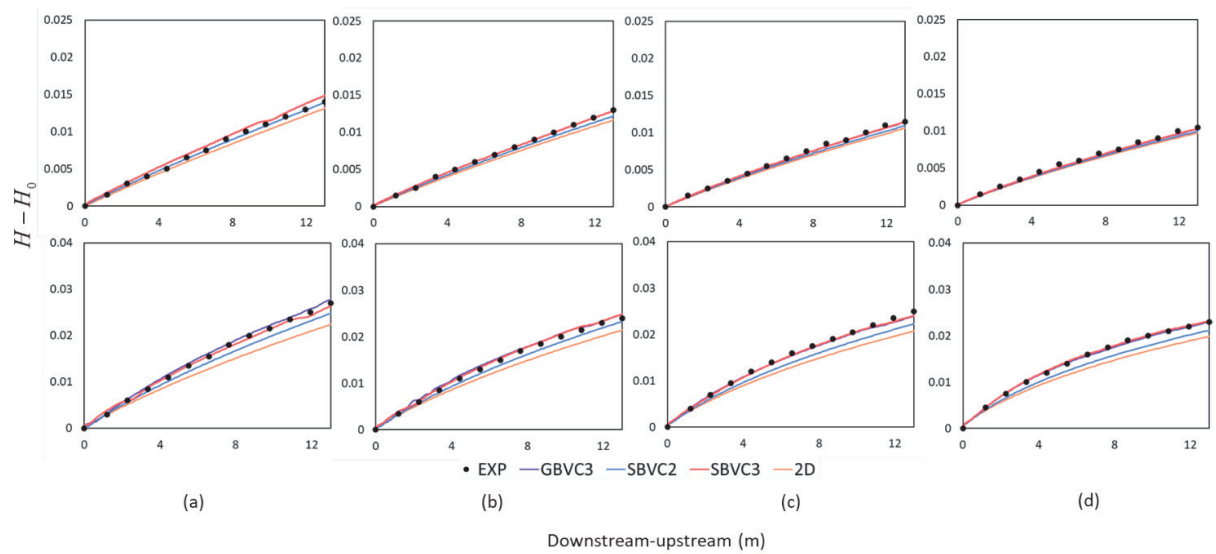 0.025 0.025 0.025 0.025
0.02 0.02 0.02 0.02
0.015 0.015 0.015 0.015
0.01 0.01 0.01 0.01
0.005 0.005 0.005 0.005
0 0 0 0
0 4 8 12 0 4 8 12 0 4 8 12 0 4 8 12
H − H₀
0.04 0.04 0.04 0.04
0.03 0.03 0.03 0.03
0.02 0.02 0.02 0.02
0.01 0.01 0.01 0.01
0 0 0 0
0 4 8 12 0 4 8 12 0 4 8 12 0 4 8 12
EXP GBVC3 SBVC2 SBVC3 2D
(a) (b) (c) (d)
Downstream-upstream (m)